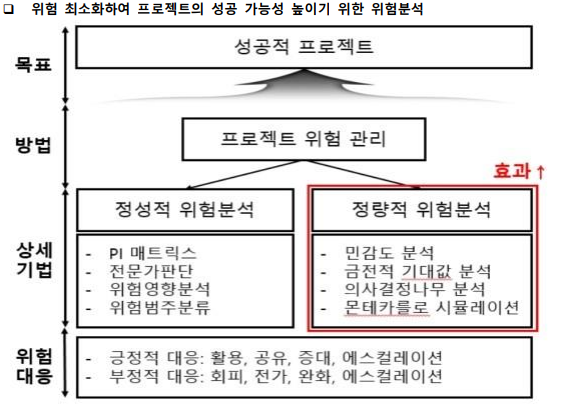 ❑ 위험 최소화하여 프로젝트의 성공 가능성 높이기 위한 위험분석
목표
성공적 프로젝트
방법
프로젝트 위험 관리
효과↑
상세
기법
정성적 위험분석
- PI 매트릭스
- 전문가판단
- 위험영향분석
- 위험범주분류
정량적 위험분석
- 민감도 분석
- 금전적 기대값 분석
- 의사결정나무 분석
- 몬테카를로 시뮬레이션
위험
대응
- 긍정적 대응: 활용, 공유, 증대, 에스컬레이션
- 부정적 대응: 회피, 전가, 완화, 에스컬레이션